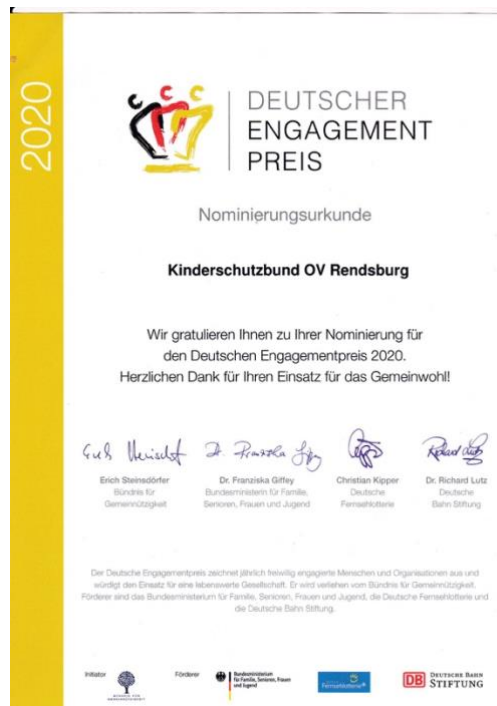 2020
DEUTSCHER
ENGAGEMENT
PREIS
Nominierungsurkunde
Kinderschutzbund OV Rendsburg
Wir gratulieren Ihnen zu Ihrer Nominierung für
den Deutschen Engagementpreis 2020.
Herzlichen Dank für Ihren Einsatz für das Gemeinwohl!
Erich Steinsdörfer
Bündnis für
Gemeinnützigkeit
Dr. Franziska Giffey
Bundesministerin für Familie,
Senioren, Frauen und Jugend
Christian Kipper
Deutsche
Fernsehlotterie
Dr. Richard Lutz
Deutsche
Bahn Stiftung
Der Deutsche Engagementpreis zeichnet jährlich freiwillig engagierte Menschen und Organisationen aus und
würdigt den Einsatz für eine lebenswerte Gesellschaft. Er wird verliehen vom Bündnis für Gemeinnützigkeit.
Förderer sind das Bundesministerium für Familie, Senioren, Frauen und Jugend, die Deutsche Fernsehlotterie und
die Deutsche Bahn Stiftung.
Initiator
Förderer
Bundesministerium
für Familie, Senioren, Frauen
und Jugend
Fernsehlotterie
DB DEUTSCHE BAHN
STIFTUNG